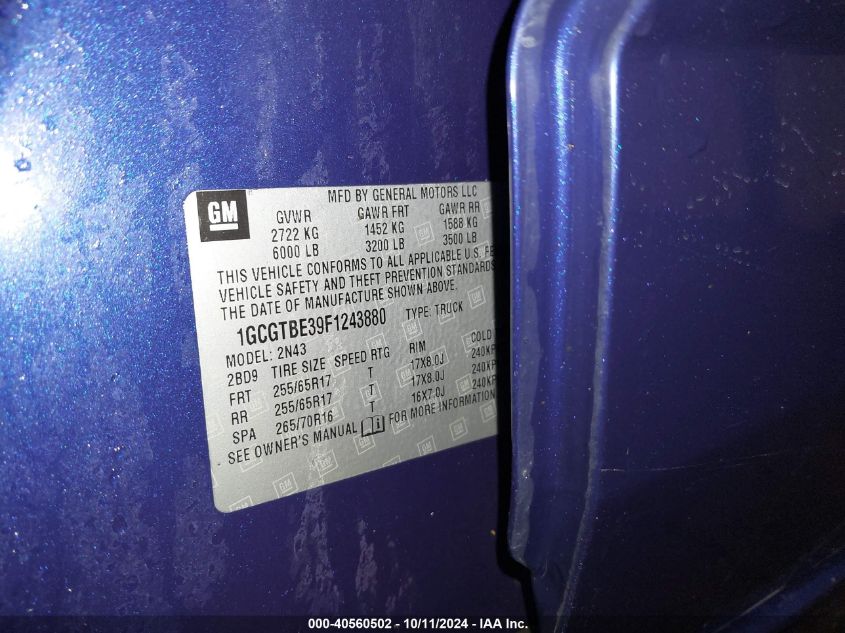 GM
MFD BY GENERAL MOTORS LLC
GVWR GAWR FRT GAWR RR
2722 KG 1452 KG 1588 KG
6000 LB 3200 LB 3500 LB
THIS VEHICLE CONFORMS TO ALL APPLICABLE U.S. FE
VEHICLE SAFETY AND THEFT PREVENTION STANDARDS
THE DATE OF MANUFACTURE SHOWN ABOVE.
1GCGTBE39F1243880 TYPE: TRUCK
MODEL: 2N43
2BD9 TIRE SIZE SPEED RTG RIM COLD
FRT 255/65R17 T 17X8.0J 240KP
RR 255/65R17 T 17X8.0J 240KP
SPA 265/70R16 T 16X7.0J 240KP
SEE OWNER'S MANUAL FOR MORE INFORMATION
000-40560502 - 10/11/2024 - IAA Inc.